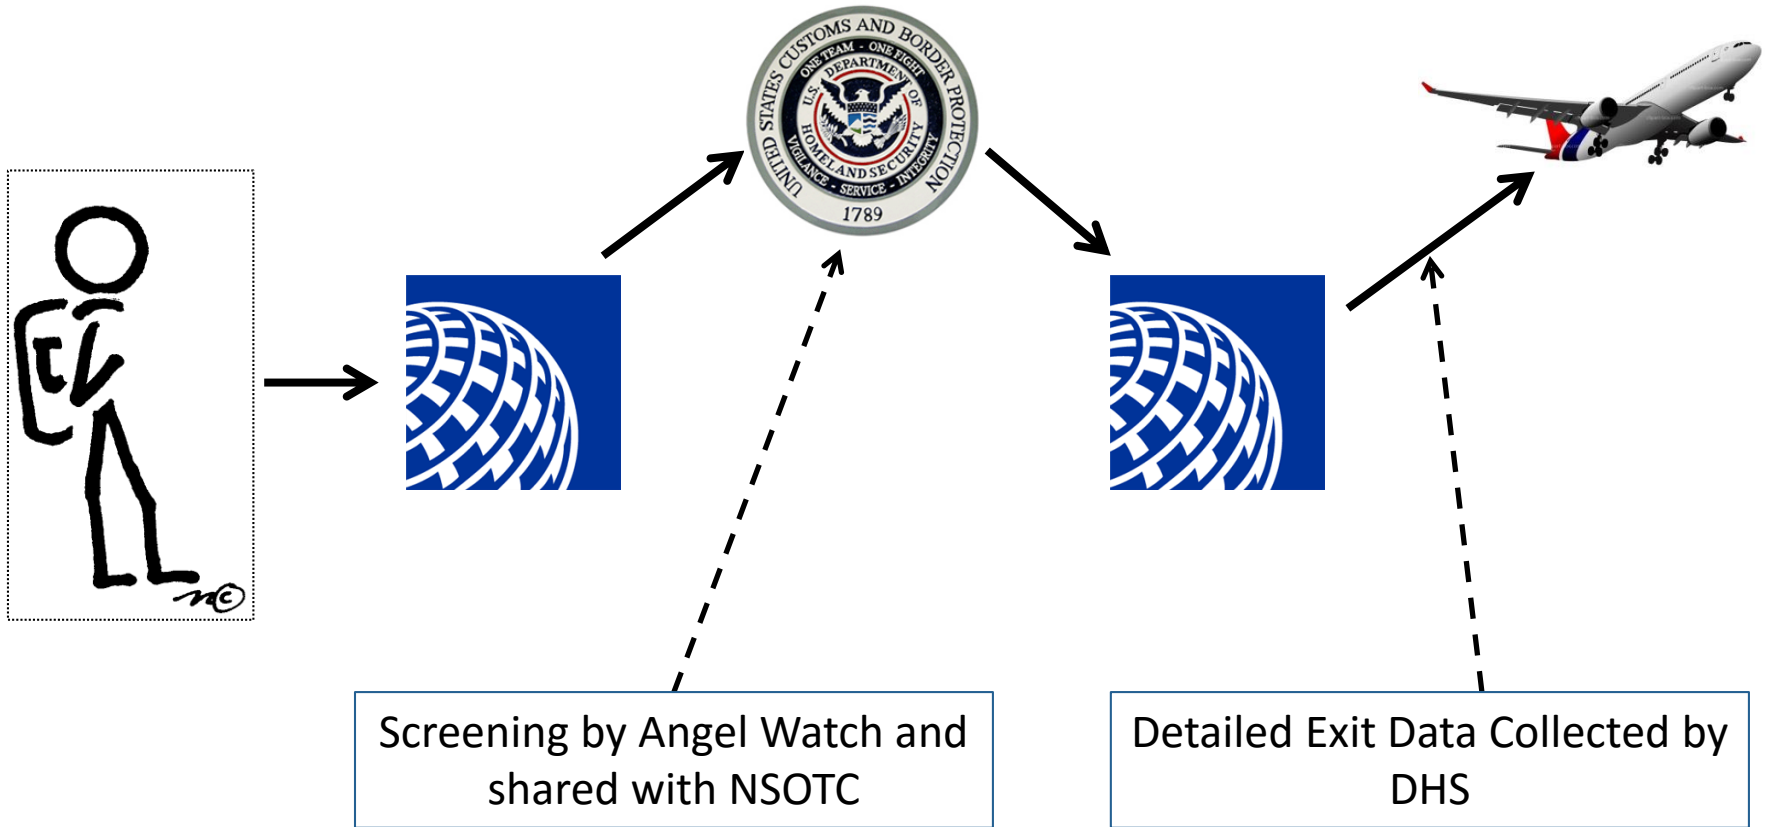 UNITED STATES CUSTOMS AND BORDER PROTECTION
ONE TEAM - ONE FIGHT
U.S. DEPARTMENT OF
HOMELAND SECURITY
VIGILANCE - SERVICE - INTEGRITY
1789
©
Screening by Angel Watch and
shared with NSOTC
Detailed Exit Data Collected by
DHS